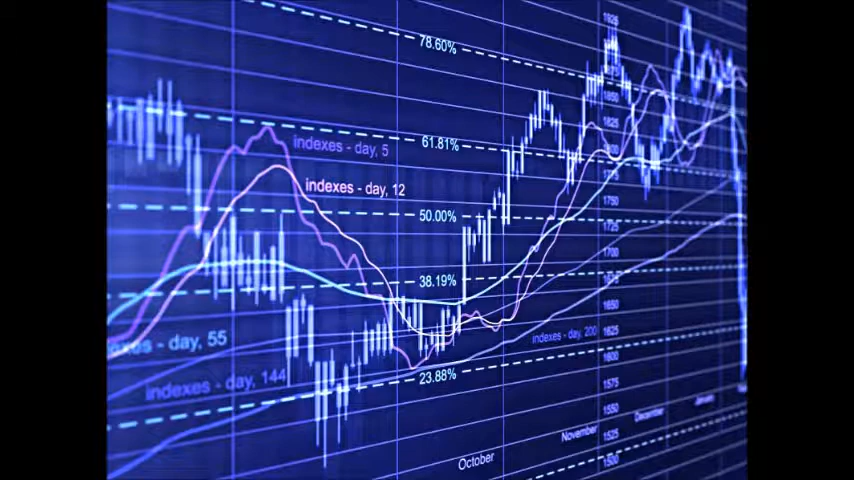 78.60%
indexes - day, 5
61.81%
indexes - day, 12
50.00%
38.19%
indexes - day, 200
indexes - day, 55
23.88%
indexes - day, 144
1925
1850
1825
1750
1725
1700
1650
1625
1600
1575
1550
1525
1500
October
November
December
January